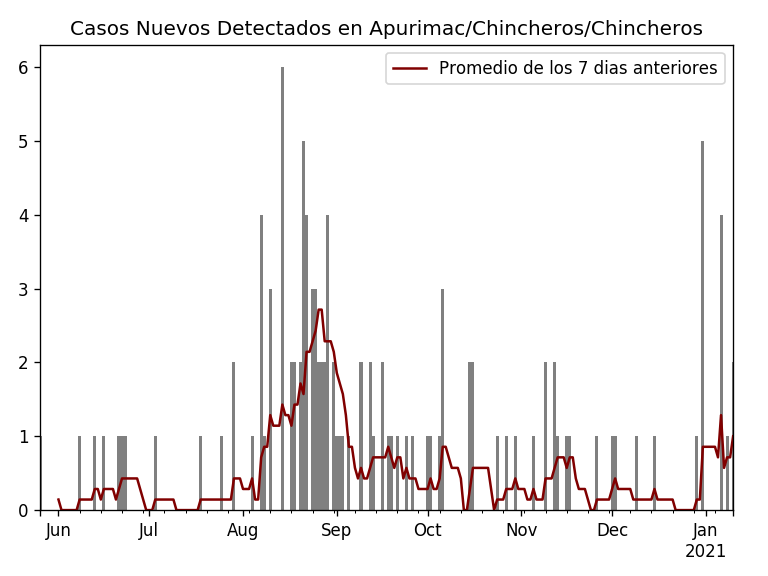 Casos Nuevos Detectados en Apurimac/Chincheros/Chincheros
Promedio de los 7 dias anteriores
6
5
4
3
2
1
0
Jun Jul Aug Sep Oct Nov Dec Jan
2021